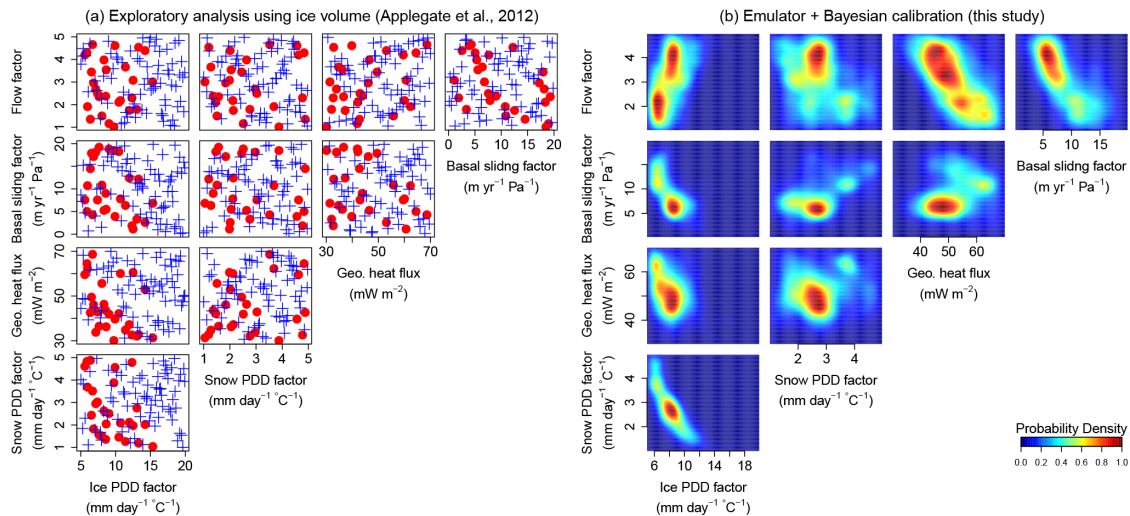 (a) Exploratory analysis using ice volume (Applegate et al., 2012)
Flow factor
1 2 3 4 5
0 5 10 15 20
Basal slidng factor
(m yr⁻¹ Pa⁻¹)
Basal sliding factor
(m yr⁻¹ Pa⁻¹)
0 5 10 15 20
30 50 70
Geo. heat flux
(mW m⁻²)
Geo. heat flux
(mW m⁻²)
30 50 70
1 2 3 4 5
Snow PDD factor
(mm day⁻¹ °C⁻¹)
Snow PDD factor
(mm day⁻¹ °C⁻¹)
1 2 3 4 5
5 10 15 20
Ice PDD factor
(mm day⁻¹ °C⁻¹)
(b) Emulator + Bayesian calibration (this study)
Flow factor
2 3 4
5 10 15
Basal slidng factor
(m yr⁻¹ Pa⁻¹)
Basal sliding factor
(m yr⁻¹ Pa⁻¹)
5 10
40 50 60
Geo. heat flux
(mW m⁻²)
Geo. heat flux
(mW m⁻²)
40 60
2 3 4
Snow PDD factor
(mm day⁻¹ °C⁻¹)
Snow PDD factor
(mm day⁻¹ °C⁻¹)
2 3 4
6 8 10 14 18
Ice PDD factor
(mm day⁻¹ °C⁻¹)
Probability Density
0.0 0.2 0.4 0.6 0.8 1.0